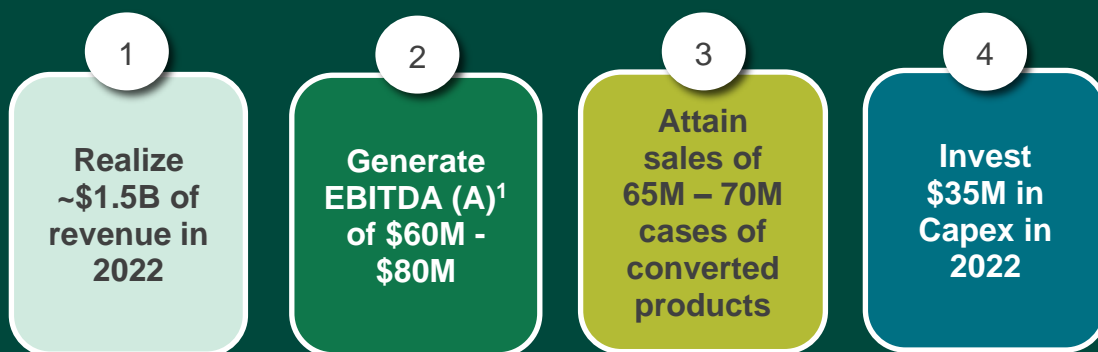 1
Realize
~$1.5B of
revenue in
2022
2
Generate
EBITDA (A)¹
of $60M -
$80M
3
Attain
sales of
65M – 70M
cases of
converted
products
4
Invest
$35M in
Capex in
2022